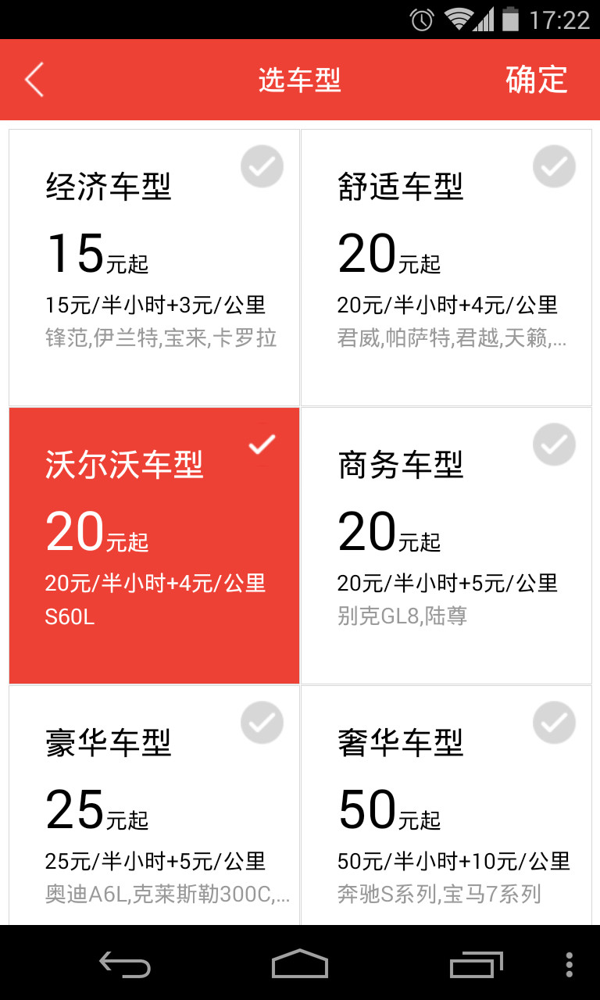 17:22
选车型
确定
经济车型
15元起
15元/半小时+3元/公里
锋范,伊兰特,宝来,卡罗拉
舒适车型
20元起
20元/半小时+4元/公里
君威,帕萨特,君越,天籁,...
沃尔沃车型
20元起
20元/半小时+4元/公里
S60L
商务车型
20元起
20元/半小时+5元/公里
别克GL8,陆尊
豪华车型
25元起
25元/半小时+5元/公里
奥迪A6L,克莱斯勒300C,...
奢华车型
50元起
50元/半小时+10元/公里
奔驰S系列,宝马7系列